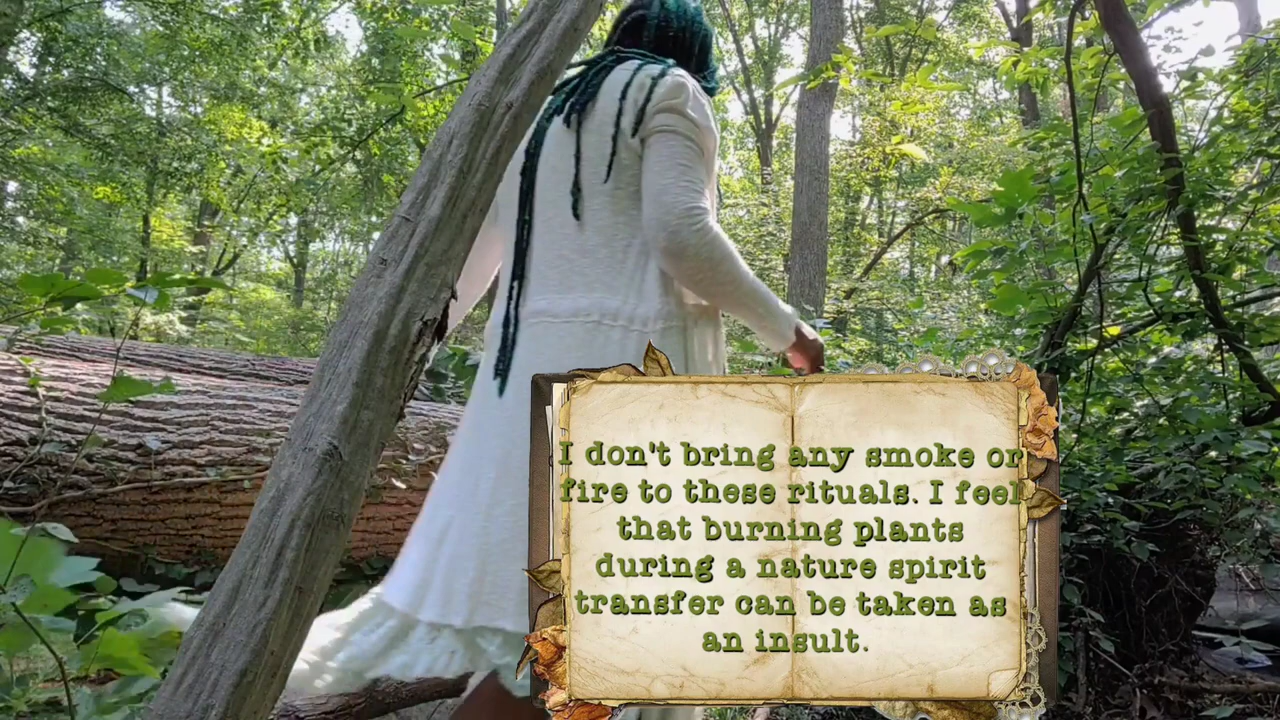 I don't bring any smoke or
fire to these rituals. I feel
that burning plants
during a nature spirit
transfer can be taken as
an insult.